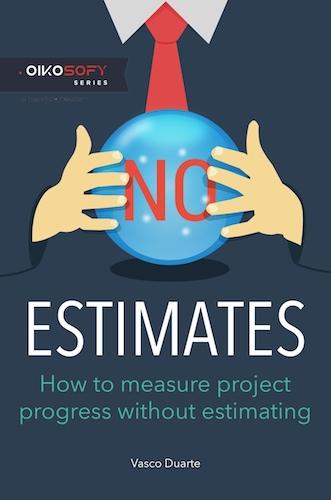 OIKOSOFY
SERIES
NO
ESTIMATES
How to measure project
progress without estimating
Vasco Duarte